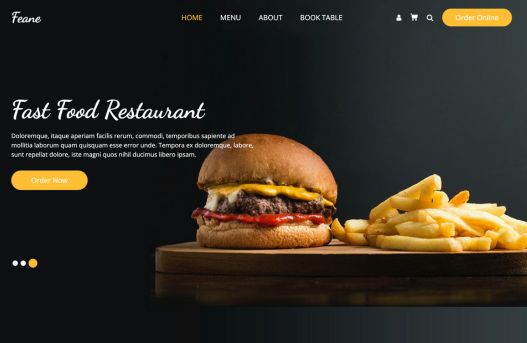 Feane
HOME MENU ABOUT BOOK TABLE
Order Online
Fast Food Restaurant
Doloremque, itaque aperiam facilis rerum, commodi, temporibus sapiente ad
mollitia laborum quam quisquam esse error unde. Tempora ex doloremque, labore,
sunt repellat dolore, iste magni quos nihil ducimus libero ipsam.
Order Now